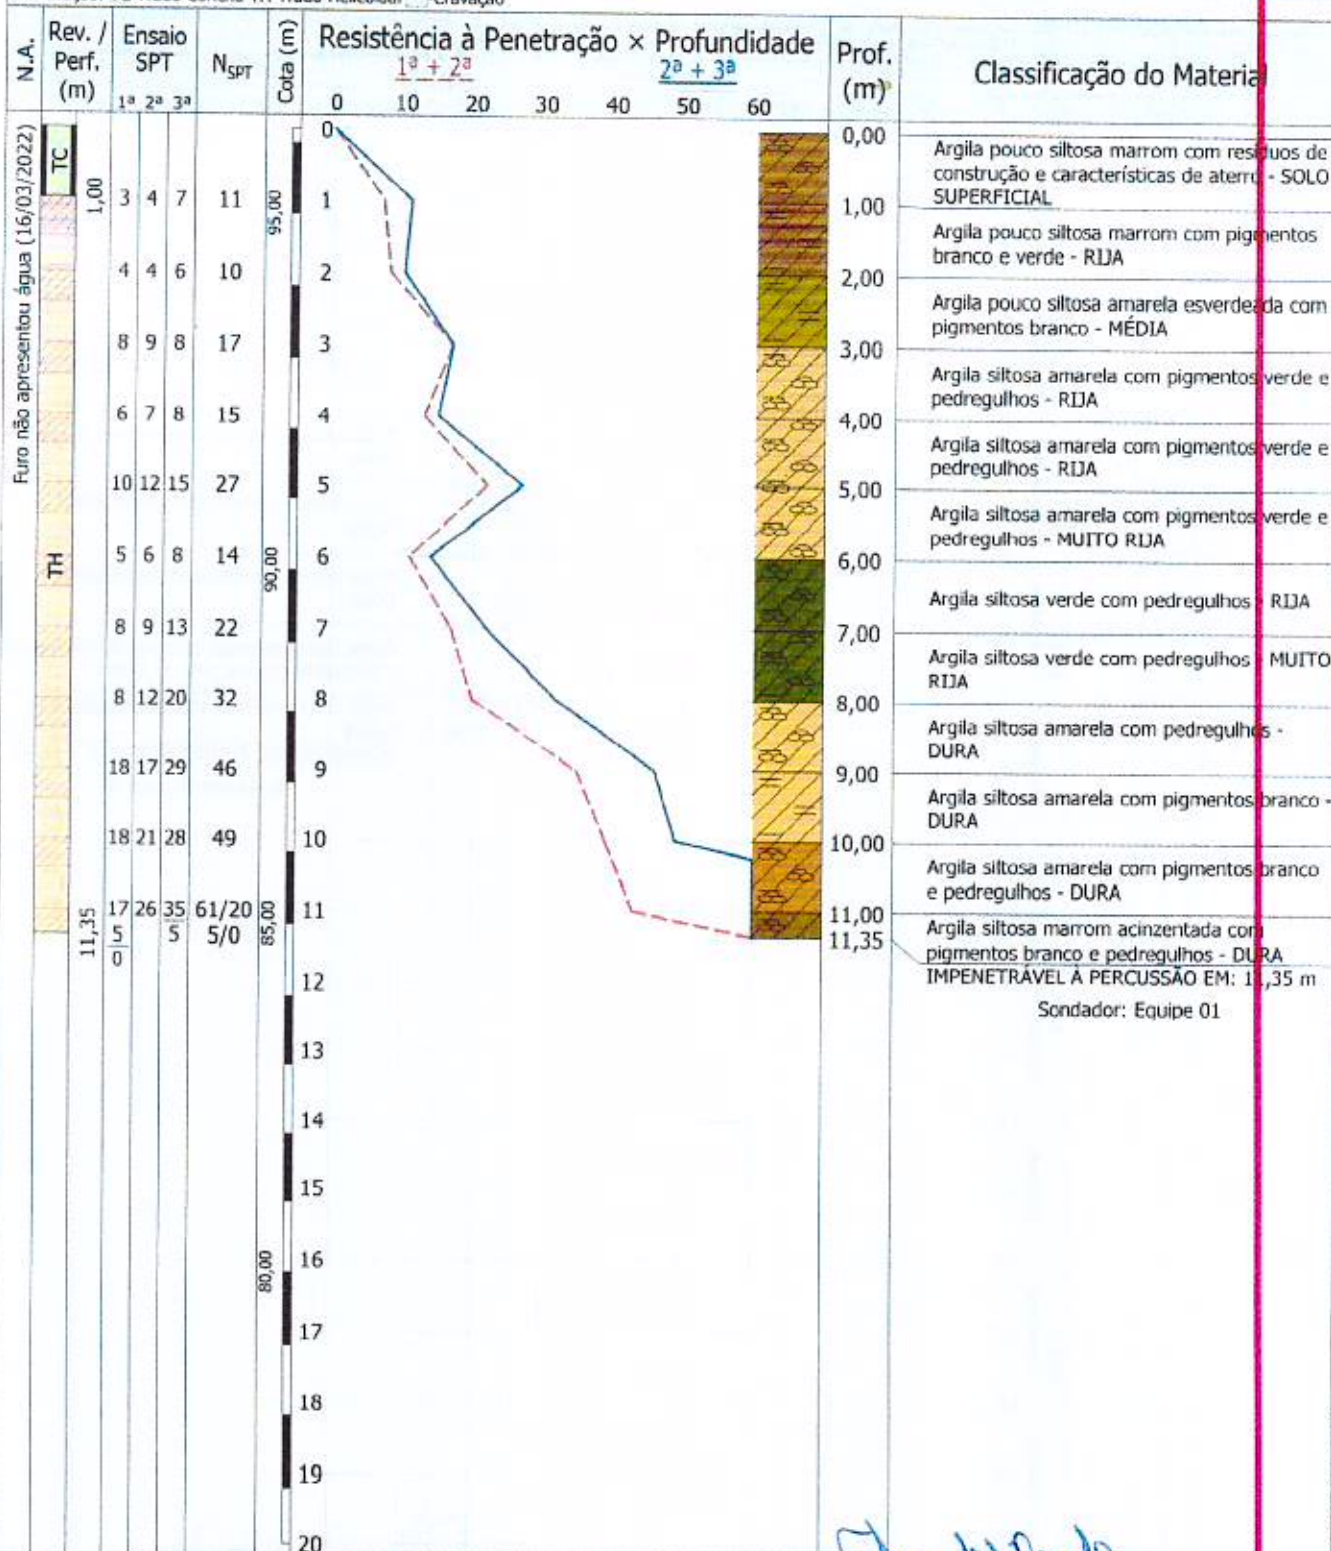 Cravação
N.A.
Rev. / Perf. (m)
Ensaio SPT
1ª 2ª 3ª
N_SPT
Cota (m)
Resistência à Penetração × Profundidade
1ª + 2ª
2ª + 3ª
0 10 20 30 40 50 60
Prof. (m)
Classificação do Material
Furo não apresentou água (16/03/2022)
TC
1,00
TH
11,35
3 4 7 11
4 4 6 10
8 9 8 17
6 7 8 15
10 12 15 27
5 6 8 14
8 9 13 22
8 12 20 32
18 17 29 46
18 21 28 49
17 26 35 61/20
5 5 5/0
0
95,00
90,00
85,00
80,00
0
1
2
3
4
5
6
7
8
9
10
11
12
13
14
15
16
17
18
19
20
0,00
Argila pouco siltosa marrom com resíduos de
construção e características de aterro - SOLO
SUPERFICIAL
1,00
Argila pouco siltosa marrom com pigmentos
branco e verde - RIJA
2,00
Argila pouco siltosa amarela esverdeada com
pigmentos branco - MÉDIA
3,00
Argila siltosa amarela com pigmentos verde e
pedregulhos - RIJA
4,00
Argila siltosa amarela com pigmentos verde e
pedregulhos - RIJA
5,00
Argila siltosa amarela com pigmentos verde e
pedregulhos - MUITO RIJA
6,00
Argila siltosa verde com pedregulhos - RIJA
7,00
Argila siltosa verde com pedregulhos - MUITO
RIJA
8,00
Argila siltosa amarela com pedregulhos -
DURA
9,00
Argila siltosa amarela com pigmentos branco -
DURA
10,00
Argila siltosa amarela com pigmentos branco
e pedregulhos - DURA
11,00
Argila siltosa marrom acinzentada com
pigmentos branco e pedregulhos - DURA
11,35
IMPENETRÁVEL À PERCUSSÃO EM: 11,35 m
Sondador: Equipe 01